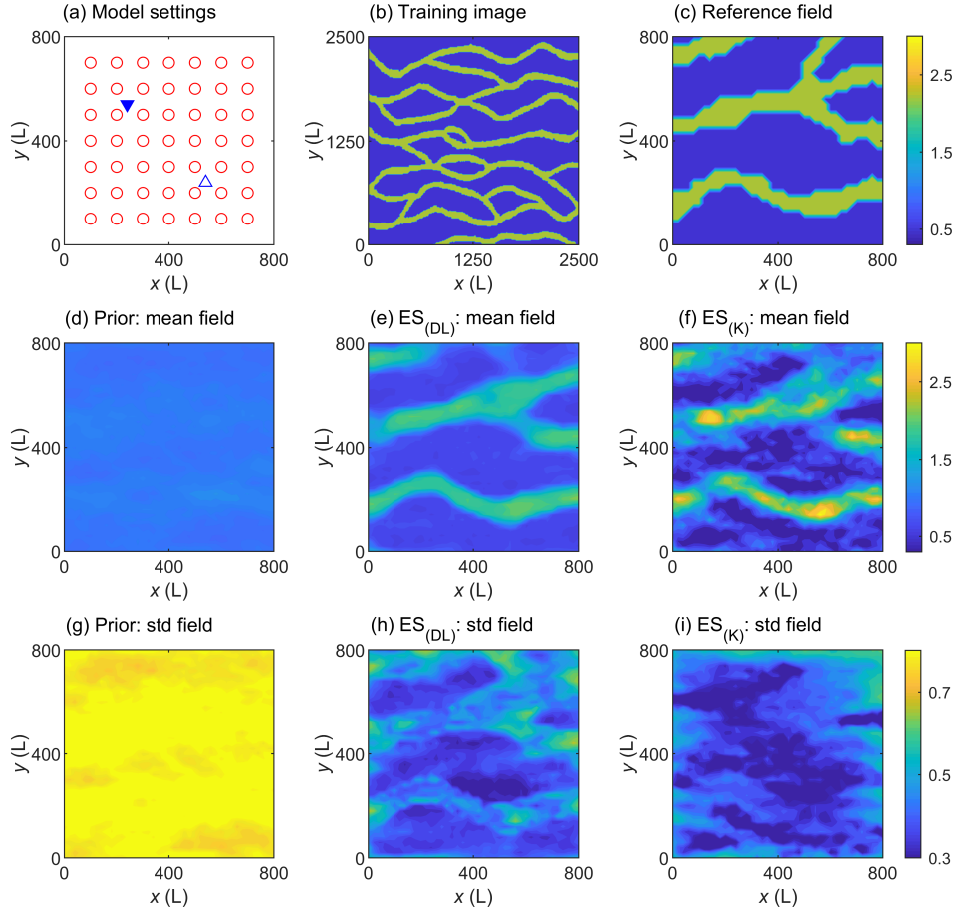 (a) Model settings
(b) Training image
(c) Reference field
800
400
0
y (L)
0
400
800
x (L)
2500
1250
0
y (L)
1250
2500
x (L)
800
400
0
y (L)
0
400
800
x (L)
2.5
1.5
0.5
(d) Prior: mean field
(e) ES(DL): mean field
(f) ES(K): mean field
800
400
0
y (L)
0
400
800
x (L)
800
400
0
y (L)
0
400
800
x (L)
800
400
0
y (L)
0
400
800
x (L)
2.5
1.5
0.5
(g) Prior: std field
(h) ES(DL): std field
(i) ES(K): std field
800
400
0
y (L)
0
400
800
x (L)
800
400
0
y (L)
0
400
800
x (L)
800
400
0
y (L)
0
400
800
x (L)
0.7
0.5
0.3